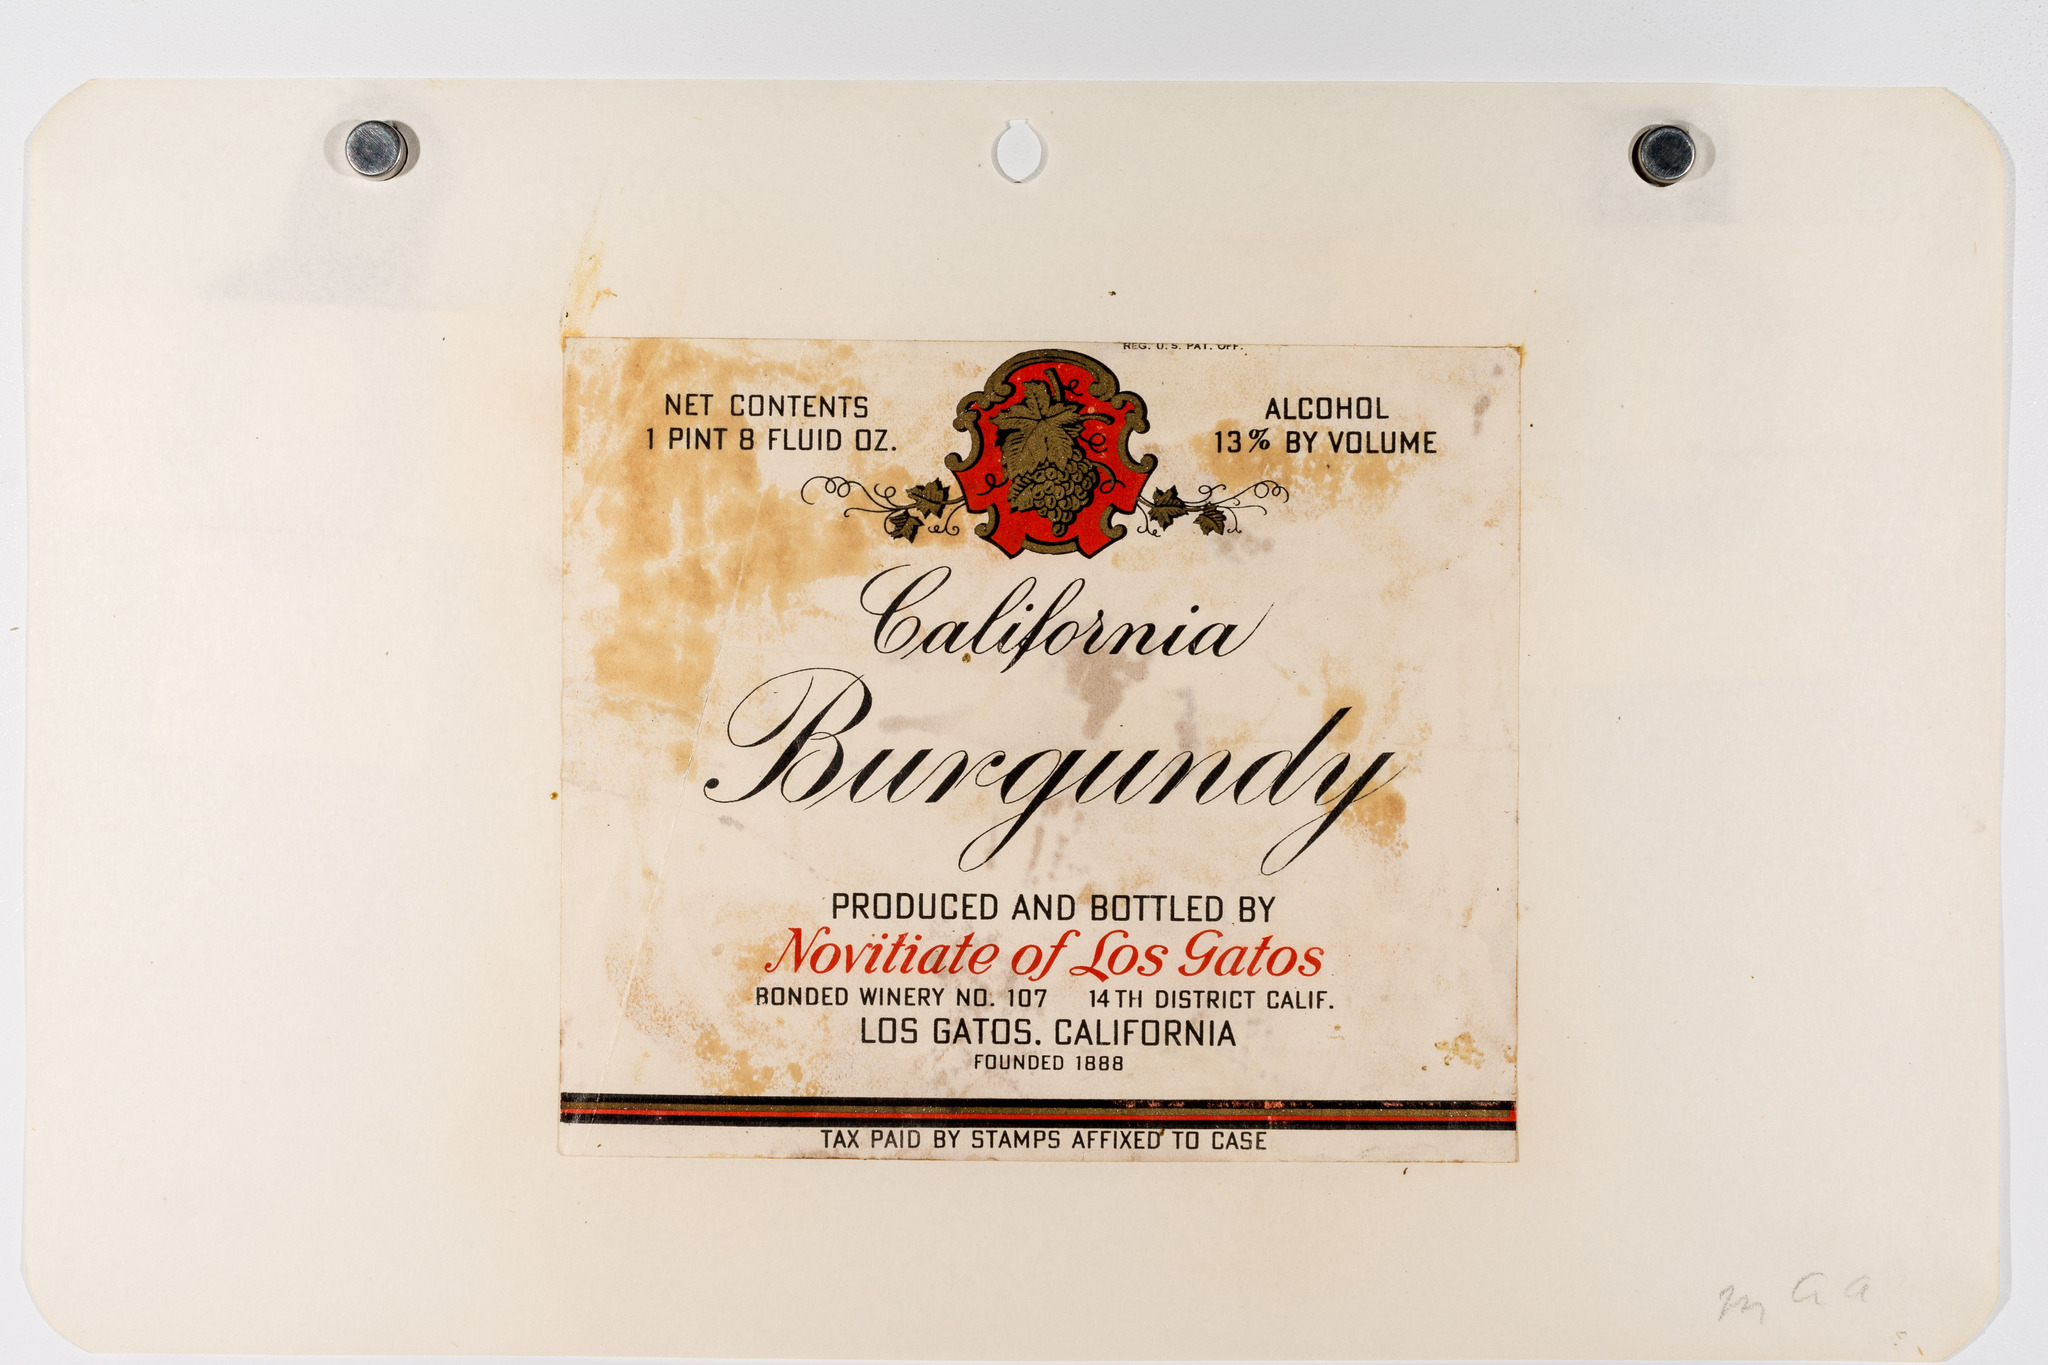 REG. U.S. PAT. OFF.
NET CONTENTS
1 PINT 8 FLUID OZ.
ALCOHOL
13% BY VOLUME
California
Burgundy
PRODUCED AND BOTTLED BY
Novitiate of Los Gatos
BONDED WINERY NO. 107 14TH DISTRICT CALIF.
LOS GATOS. CALIFORNIA
FOUNDED 1888
TAX PAID BY STAMPS AFFIXED TO CASE